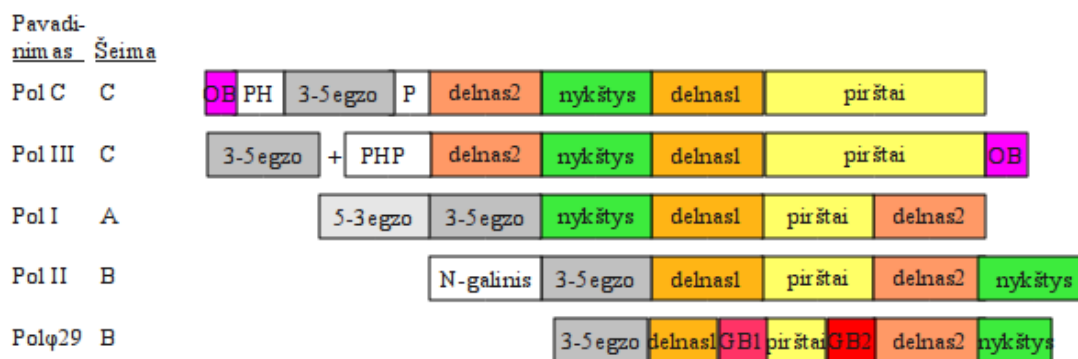 Pavadi-
nimas Šeima
Pol C C OB PH 3-5egzo P delnas2 nykštys delnas1 pirštai
Pol III C 3-5egzo + PHP delnas2 nykštys delnas1 pirštai OB
Pol I A 5-3egzo 3-5egzo nykštys delnas1 pirštai delnas2
Pol II B N-galinis 3-5egzo delnas1 pirštai delnas2 nykštys
Polφ29 B 3-5egzo delnas1 GB1 pirštai GB2 delnas2 nykštys